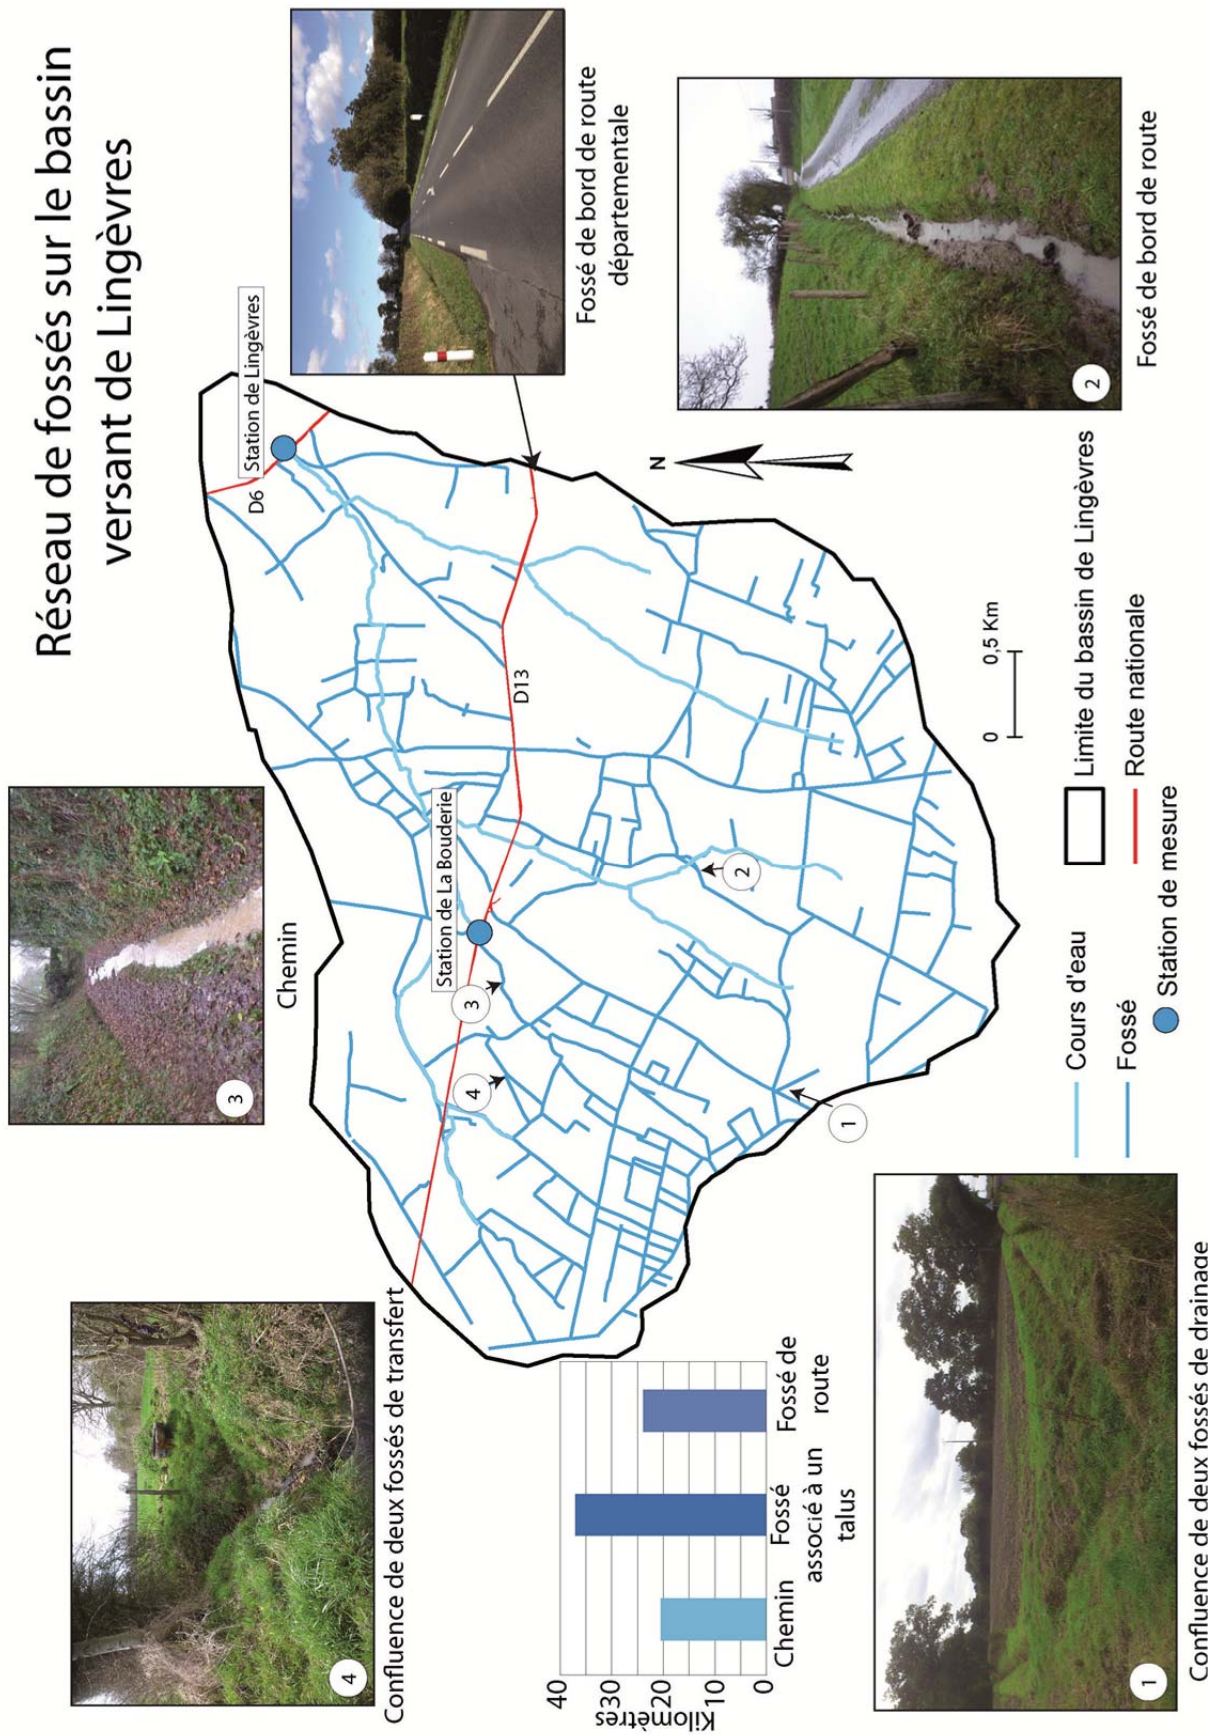 Réseau de fossés sur le bassin
versant de Lingèvres
4
Confluence de deux fossés de transfert
3
Chemin
Fossé de bord de route
départementale
2
Fossé de bord de route
1
Confluence de deux fossés de drainage
Station de Lingèvres
D6
Station de La Bouderie
D13
3
4
2
1
N
0
0,5 Km
Kilomètres
40
30
20
10
0
Chemin
Fossé
associé à un
talus
Fossé de
route
Cours d'eau
Fossé
Station de mesure
Limite du bassin de Lingèvres
Route nationale